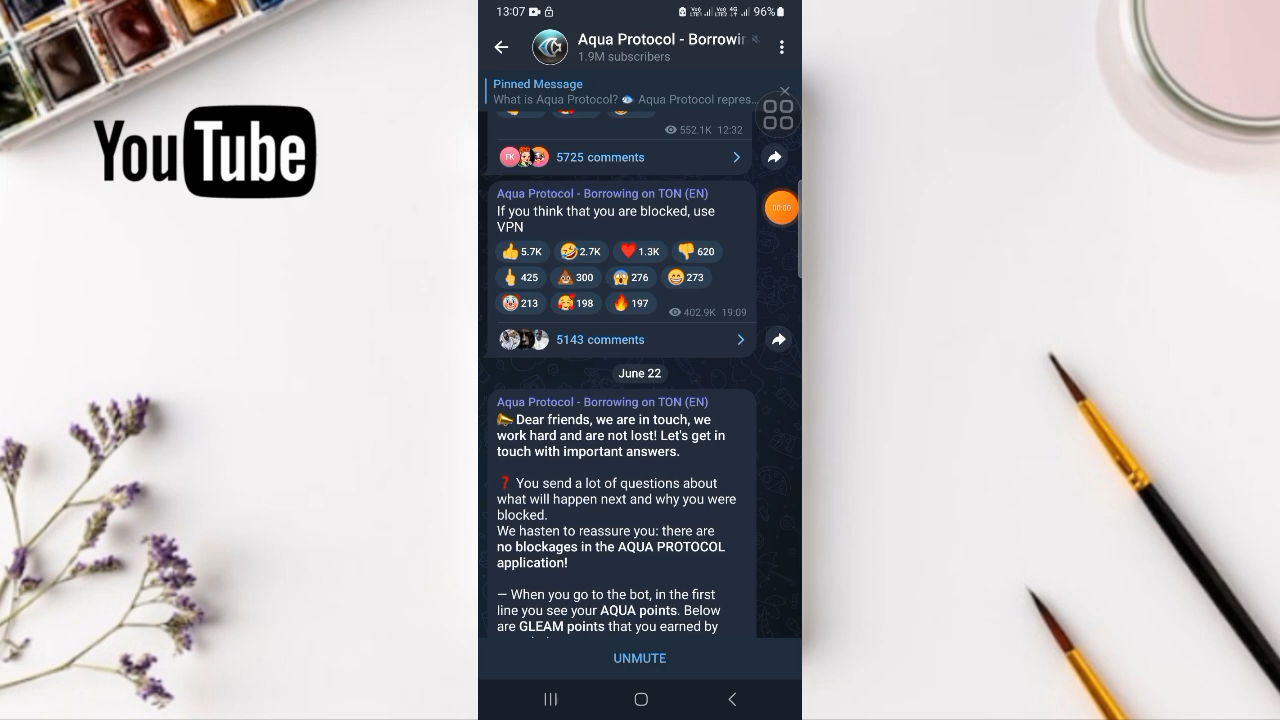 YouTube
13:07
96%
Aqua Protocol - Borrowir
1.9M subscribers
Pinned Message
What is Aqua Protocol? 🐟 Aqua Protocol repres...
552.1K 12:32
FK
5725 comments
Aqua Protocol - Borrowing on TON (EN)
If you think that you are blocked, use
VPN
00:00
👍 5.7K 🤣 2.7K ❤️ 1.3K 👎 620
🖕 425 💩 300 😱 276 😁 273
🤡 213 🥰 198 🔥 197
402.9K 19:09
5143 comments
June 22
Aqua Protocol - Borrowing on TON (EN)
📣 Dear friends, we are in touch, we
work hard and are not lost! Let's get in
touch with important answers.
❓ You send a lot of questions about
what will happen next and why you were
blocked.
We hasten to reassure you: there are
no blockages in the AQUA PROTOCOL
application!
— When you go to the bot, in the first
line you see your AQUA points. Below
are GLEAM points that you earned by
UNMUTE